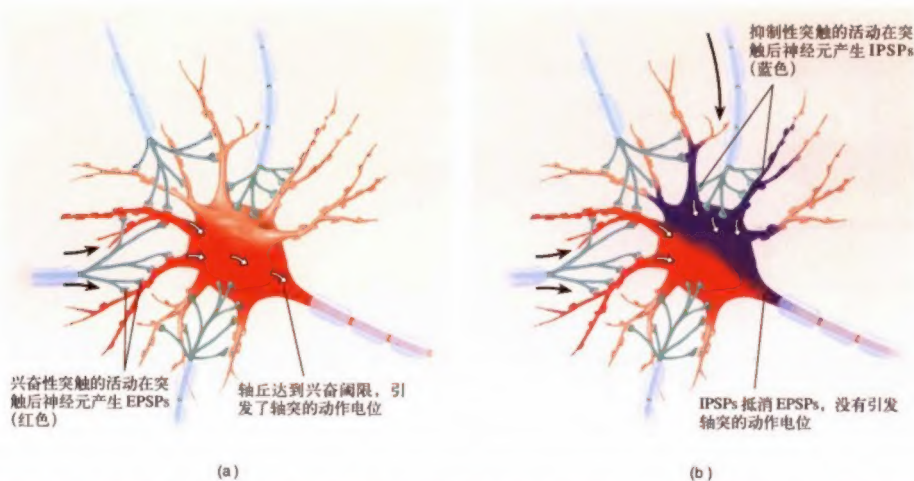 抑制性突触的活动在突
触后神经元产生 IPSPs
(蓝色)
兴奋性突触的活动在突
触后神经元产生 EPSPs
(红色)
轴丘达到兴奋阈限，引
发了轴突的动作电位
IPSPs 抵消 EPSPs，没有引发
轴突的动作电位
(a)
(b)